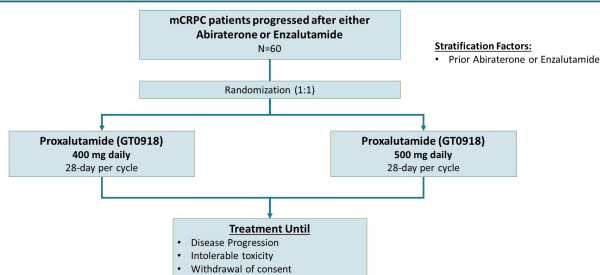 mCRPC patients progressed after either
Abiraterone or Enzalutamide
N=60
Stratification Factors:
• Prior Abiraterone or Enzalutamide
Randomization (1:1)
Proxalutamide (GT0918)
400 mg daily
28-day per cycle
Proxalutamide (GT0918)
500 mg daily
28-day per cycle
Treatment Until
• Disease Progression
• Intolerable toxicity
• Withdrawal of consent